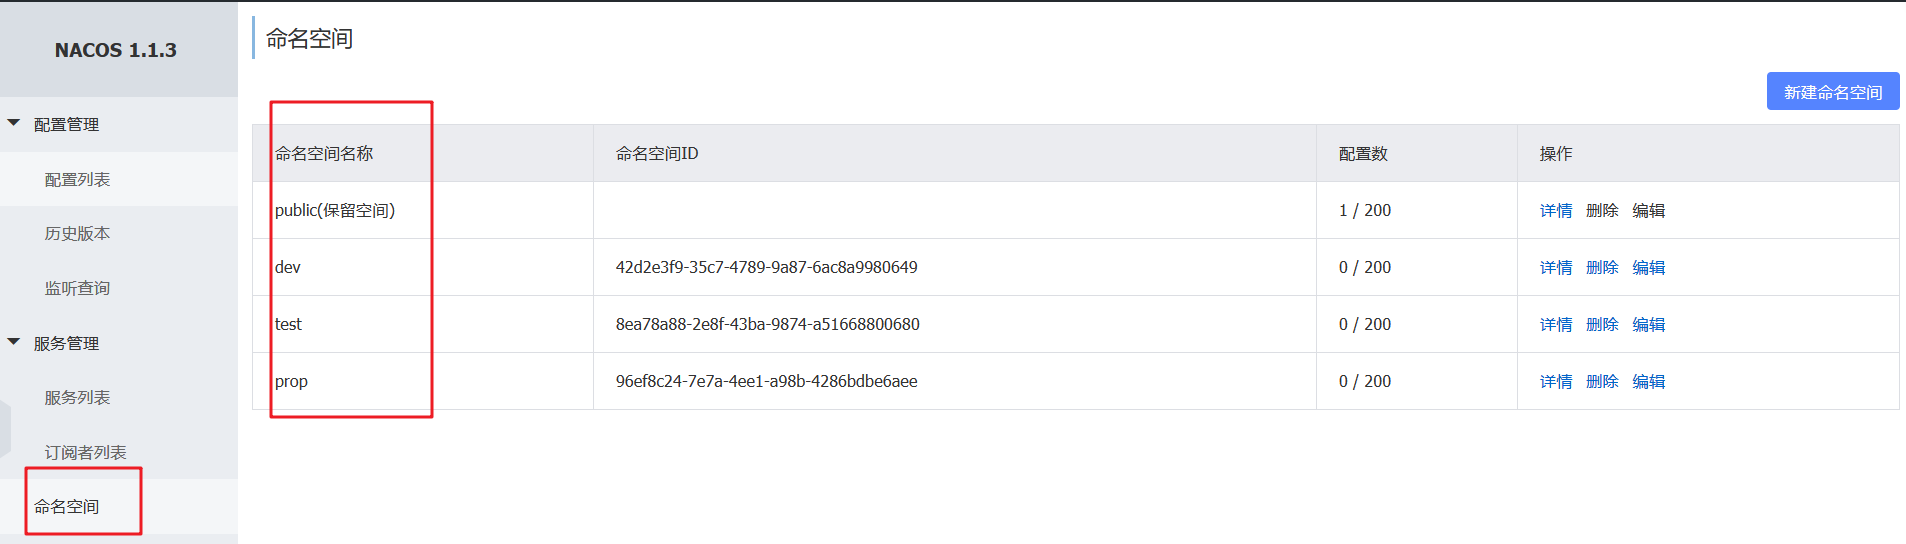 NACOS 1.1.3
配置管理
配置列表
历史版本
监听查询
服务管理
服务列表
订阅者列表
命名空间
命名空间
新建命名空间
命名空间名称 命名空间ID 配置数 操作
public(保留空间) 1 / 200 详情 删除 编辑
dev 42d2e3f9-35c7-4789-9a87-6ac8a9980649 0 / 200 详情 删除 编辑
test 8ea78a88-2e8f-43ba-9874-a51668800680 0 / 200 详情 删除 编辑
prop 96ef8c24-7e7a-4ee1-a98b-4286bdbe6aee 0 / 200 详情 删除 编辑